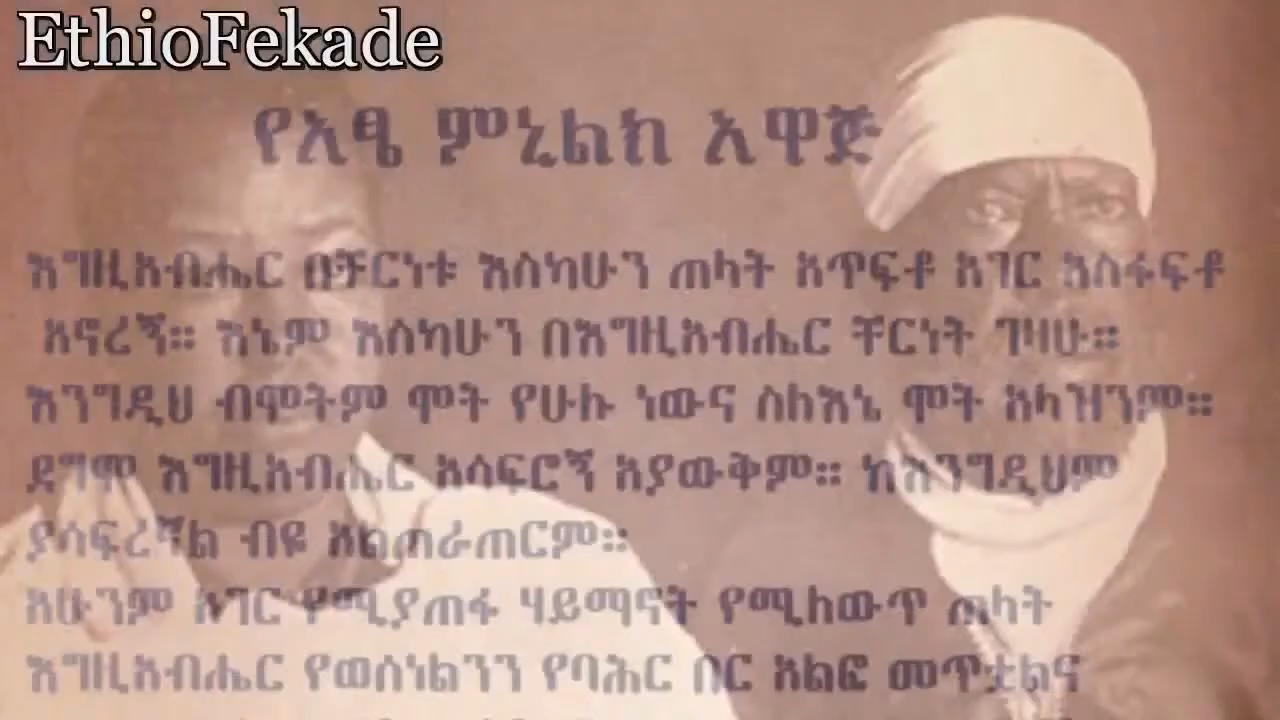 EthioFekade
የአፄ ምኒልክ አዋጅ
እግዚአብሔር በቸርነቱ እስካሁን ጠላት አጥፍቶ አገር አስፋፍቶ
አኖረኝ። እኔም እስካሁን በእግዚአብሔር ቸርነት ገዛሁ።
እንግዲህ ብሞትም ሞት የሁሉ ነውና ስለእኔ ሞት አላዝንም።
ደግሞ እግዚአብሔር አሳፍሮኝ አያውቅም። ከእንግዲህም
ያሳፍረኛል ብዬ አልጠራጠርም።
አሁንም አገር የሚያጠፋ ሃይማኖት የሚለውጥ ጠላት
እግዚአብሔር የወሰነልንን የባሕር በር አልፎ መጥቷልና